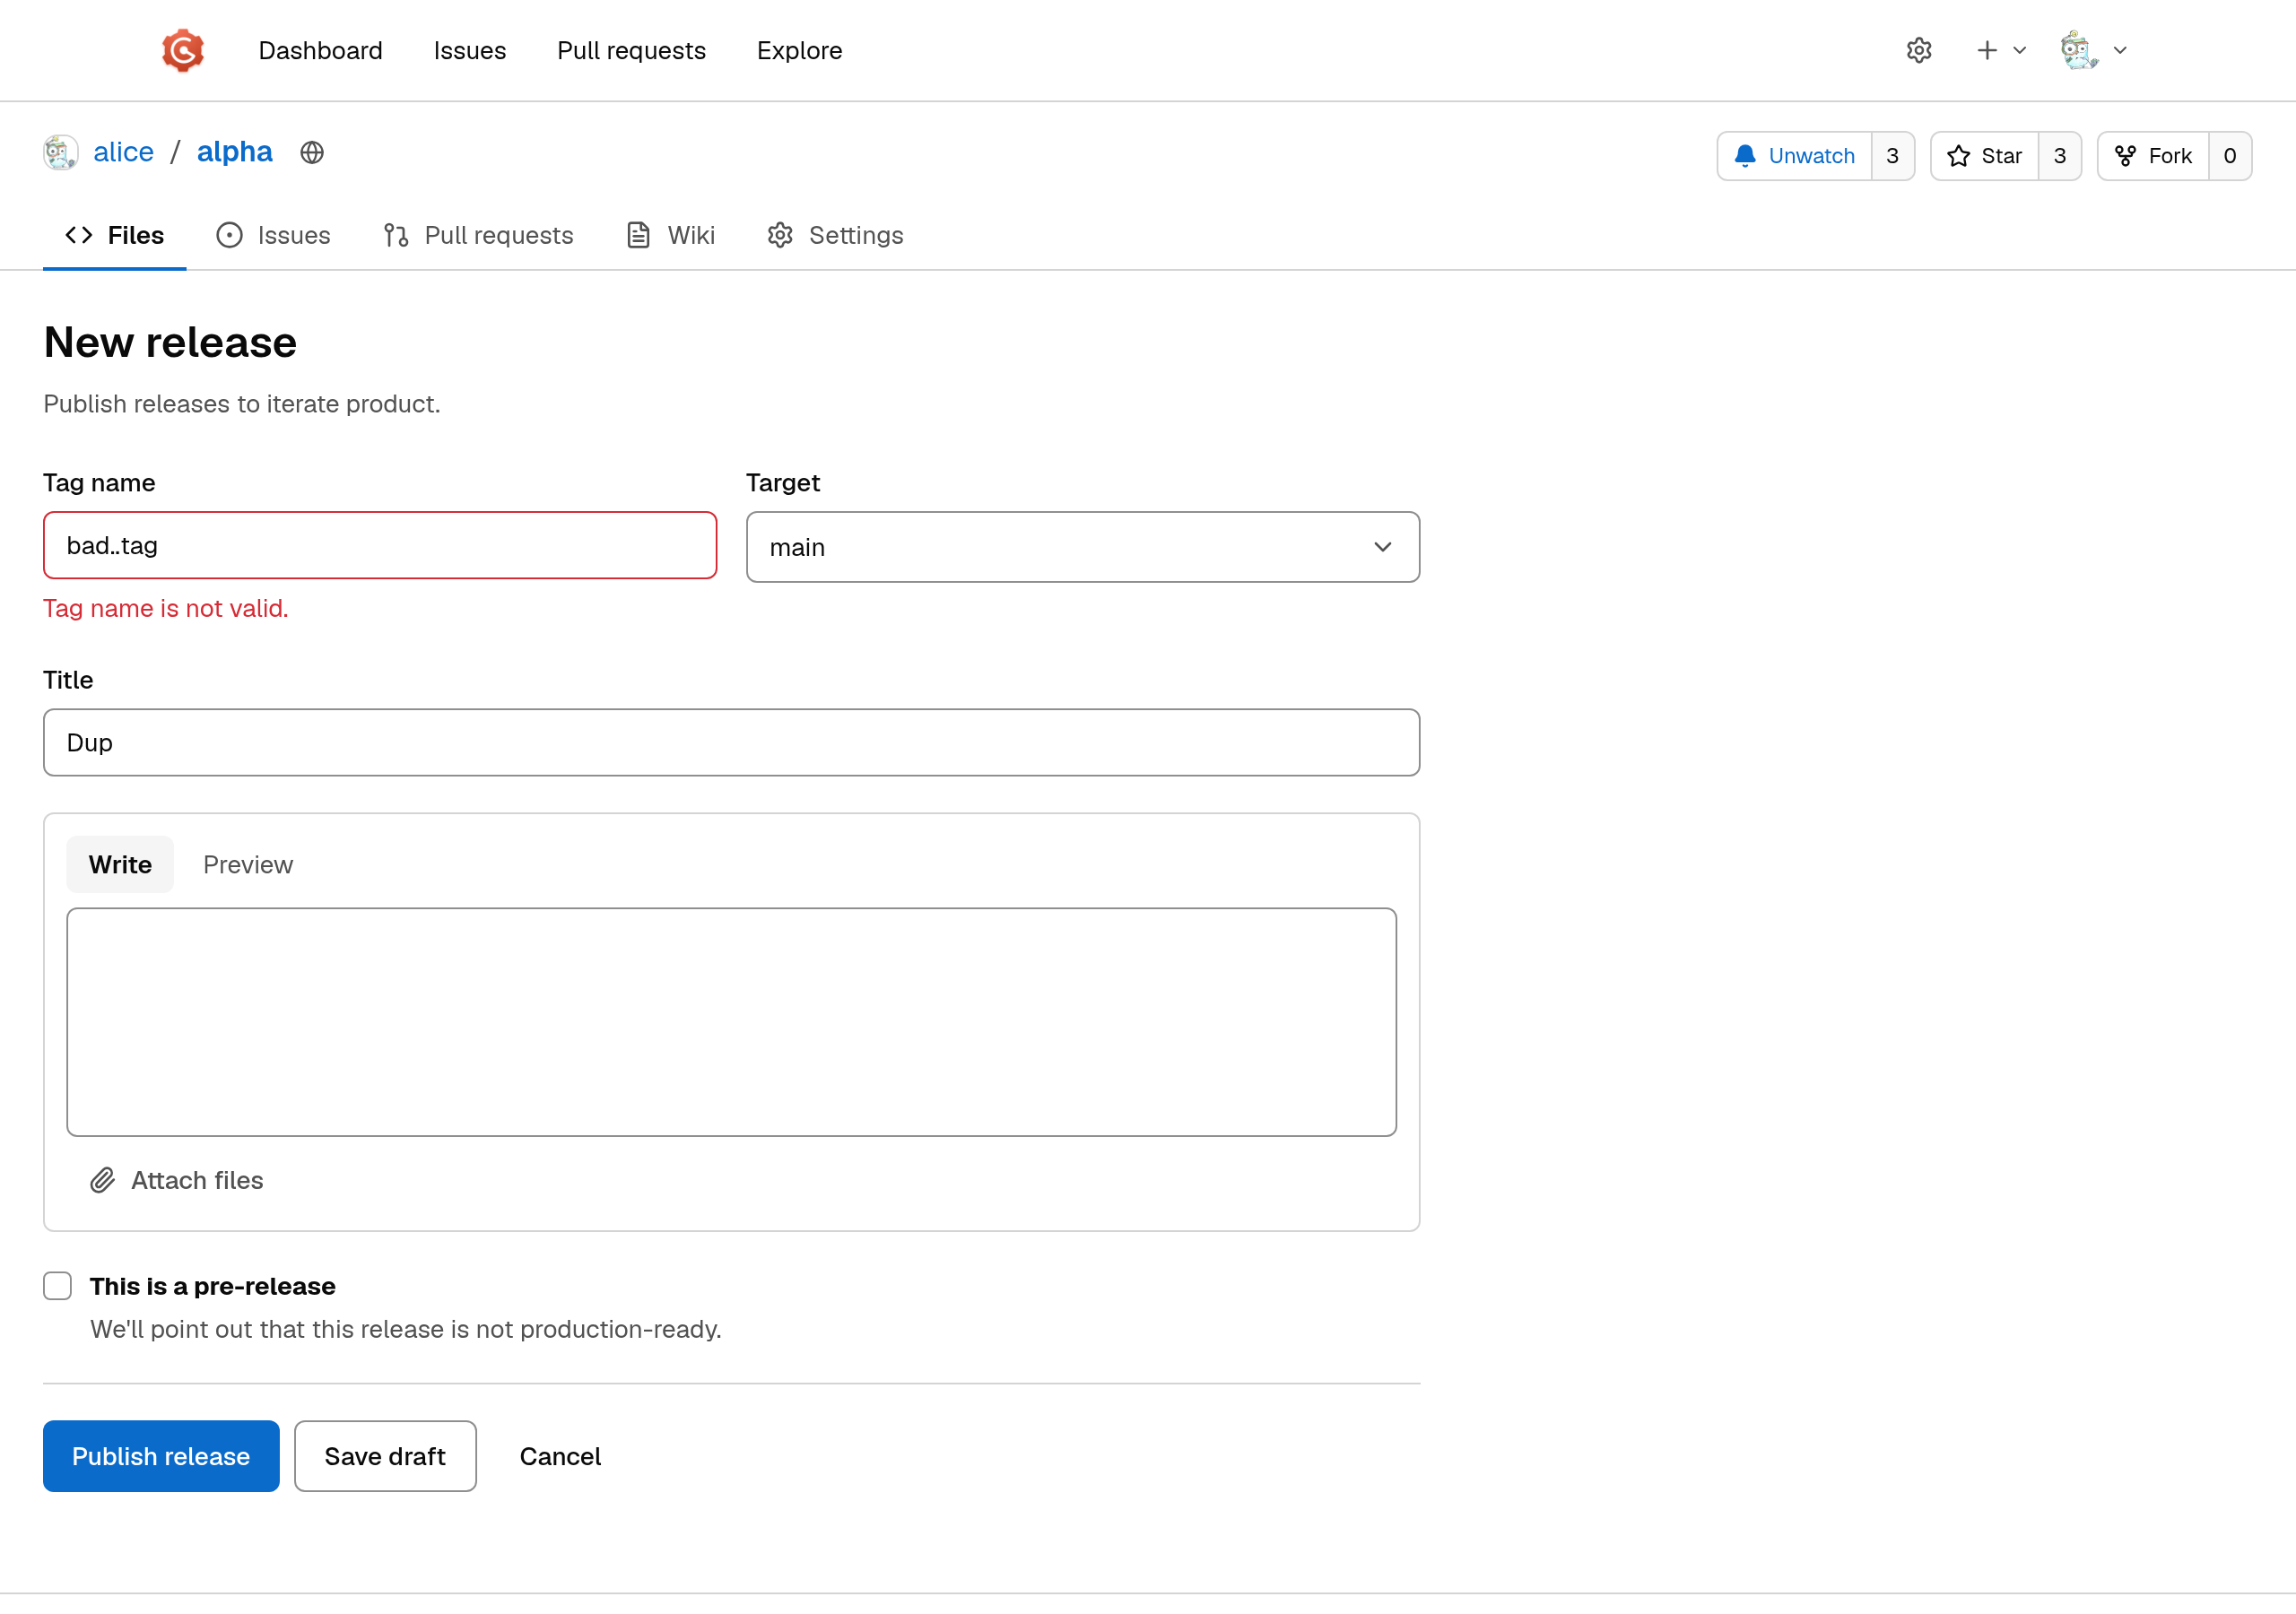 Dashboard Issues Pull requests Explore
alice / alpha
Unwatch 3 Star 3 Fork 0
Files Issues Pull requests Wiki Settings
New release
Publish releases to iterate product.
Tag name Target
bad..tag main
Tag name is not valid.
Title
Dup
Write Preview
Attach files
This is a pre-release
We'll point out that this release is not production-ready.
Publish release Save draft Cancel